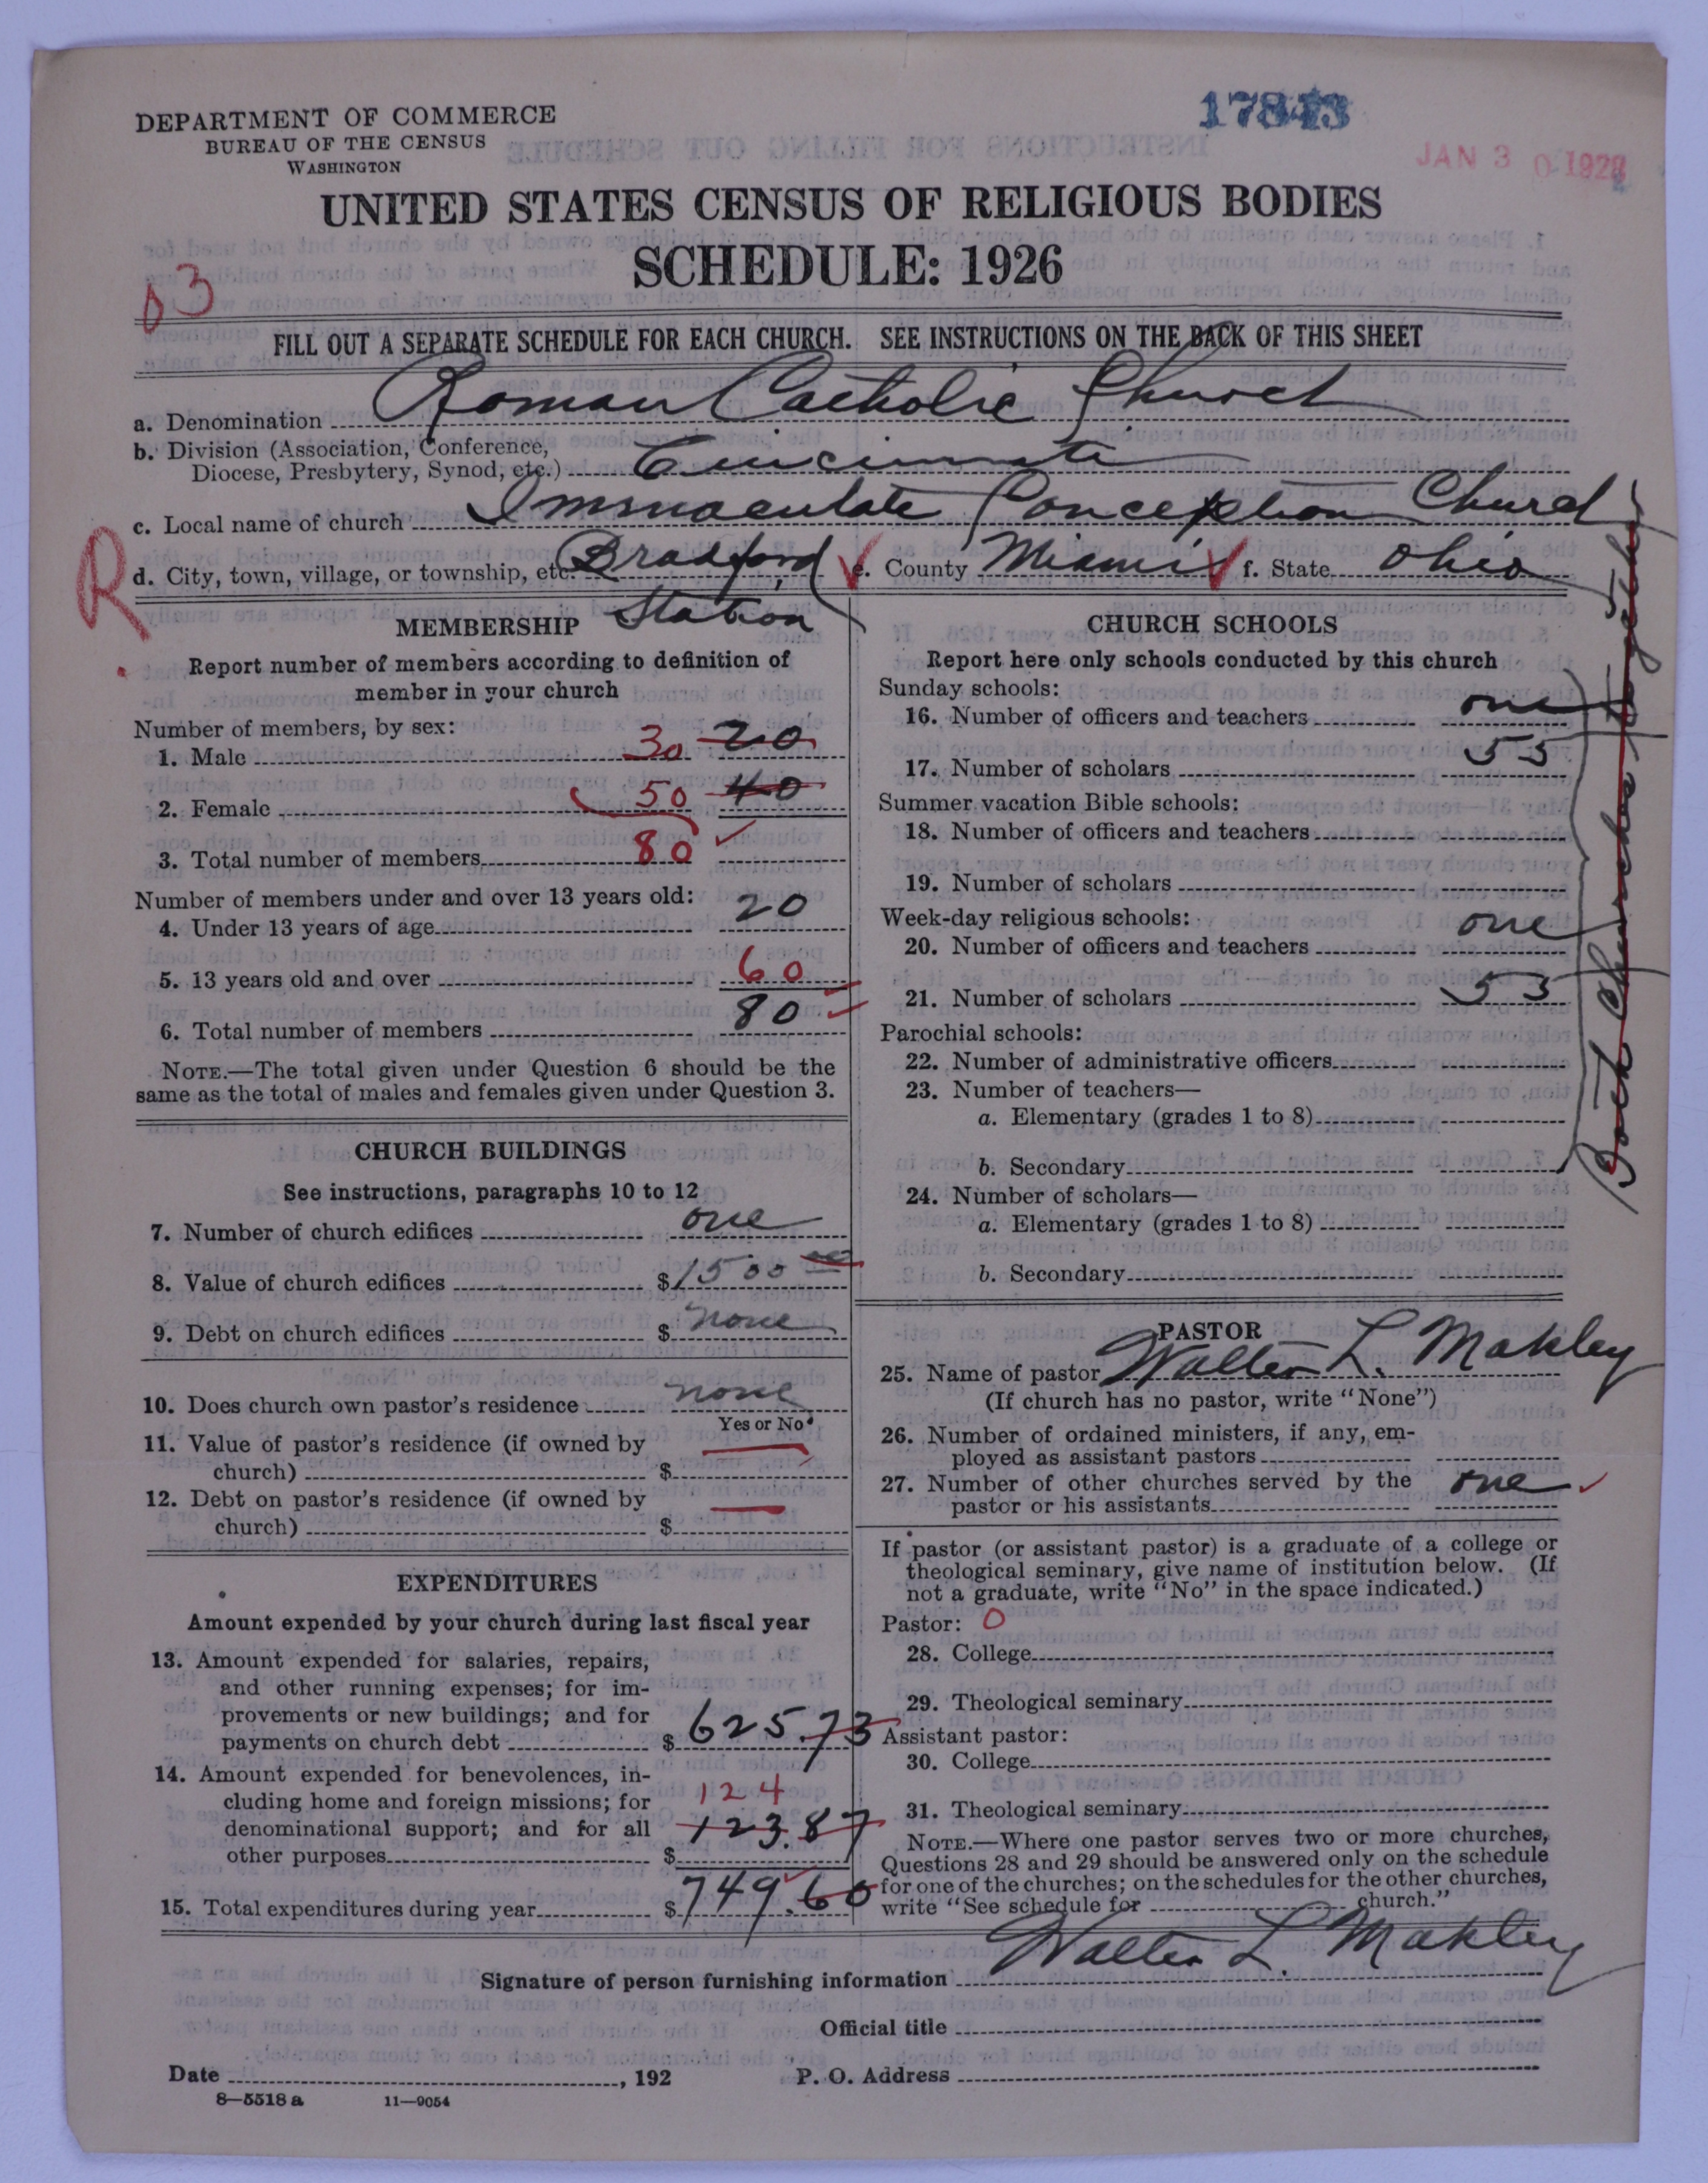 DEPARTMENT OF COMMERCE
BUREAU OF THE CENSUS
WASHINGTON
JAN 3 0 1928
UNITED STATES CENSUS OF RELIGIOUS BODIES
SCHEDULE: 1926
FILL OUT A SEPARATE SCHEDULE FOR EACH CHURCH. SEE INSTRUCTIONS ON THE BACK OF THIS SHEET
a. Denomination Roman Catholic Church
b. Division (Association, Conference,
Diocese, Presbytery, Synod, etc.) Cincinnati
c. Local name of church Immaculate Conception Church
R
d. City, town, village, or township, etc. Bradford, Station e. County Miami f. State Ohio
MEMBERSHIP
Report number of members according to definition of
member in your church
Number of members, by sex:
1. Male 30 20
2. Female 50 40
3. Total number of members 80
Number of members under and over 13 years old:
4. Under 13 years of age 20
5. 13 years old and over 60
6. Total number of members 80
NOTE.—The total given under Question 6 should be the
same as the total of males and females given under Question 3.
CHURCH BUILDINGS
See instructions, paragraphs 10 to 12
7. Number of church edifices one
8. Value of church edifices $1500 00
9. Debt on church edifices $ none
10. Does church own pastor's residence none
Yes or No
11. Value of pastor's residence (if owned by
church) $
12. Debt on pastor's residence (if owned by
church) $
EXPENDITURES
Amount expended by your church during last fiscal year
13. Amount expended for salaries, repairs,
and other running expenses; for im-
provements or new buildings; and for
payments on church debt $ 625.73
14. Amount expended for benevolences, in-
cluding home and foreign missions; for 124
denominational support; and for all 123.87
other purposes $
15. Total expenditures during year $749.60
CHURCH SCHOOLS
Report here only schools conducted by this church
Sunday schools:
16. Number of officers and teachers one
17. Number of scholars 55
Summer vacation Bible schools:
18. Number of officers and teachers
19. Number of scholars
Week-day religious schools:
20. Number of officers and teachers one
21. Number of scholars 55
Parochial schools:
22. Number of administrative officers
23. Number of teachers—
a. Elementary (grades 1 to 8)
b. Secondary
24. Number of scholars—
a. Elementary (grades 1 to 8)
b. Secondary
Both Churches together
PASTOR
25. Name of pastor Walter L. Makley
(If church has no pastor, write "None")
26. Number of ordained ministers, if any, em-
ployed as assistant pastors
27. Number of other churches served by the
pastor or his assistants one
If pastor (or assistant pastor) is a graduate of a college or
theological seminary, give name of institution below. (If
not a graduate, write "No" in the space indicated.)
Pastor: 0
28. College
29. Theological seminary
Assistant pastor:
30. College
31. Theological seminary
NOTE.—Where one pastor serves two or more churches,
Questions 28 and 29 should be answered only on the schedule
for one of the churches; on the schedules for the other churches,
write "See schedule for church."
Signature of person furnishing information Walter L. Makley
Official title
Date , 192 P. O. Address
8—5518 a 11—9054